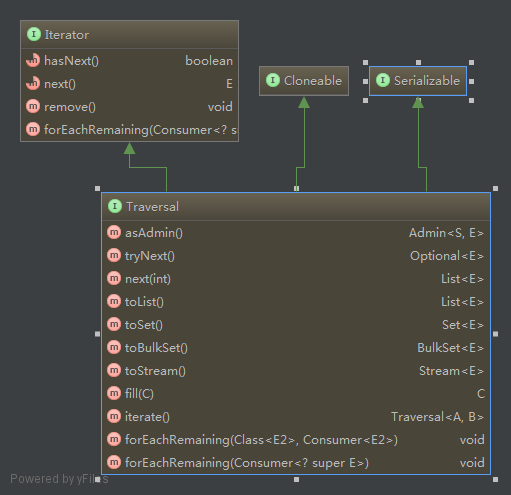 Iterator
hasNext() boolean
next() E
remove() void
forEachRemaining(Consumer<? su
Cloneable
Serializable
Traversal
asAdmin() Admin<S, E>
tryNext() Optional<E>
next(int) List<E>
toList() List<E>
toSet() Set<E>
toBulkSet() BulkSet<E>
toStream() Stream<E>
fill(C) C
iterate() Traversal<A, B>
forEachRemaining(Class<E2>, Consumer<E2>) void
forEachRemaining(Consumer<? super E>) void
Powered by yFiles